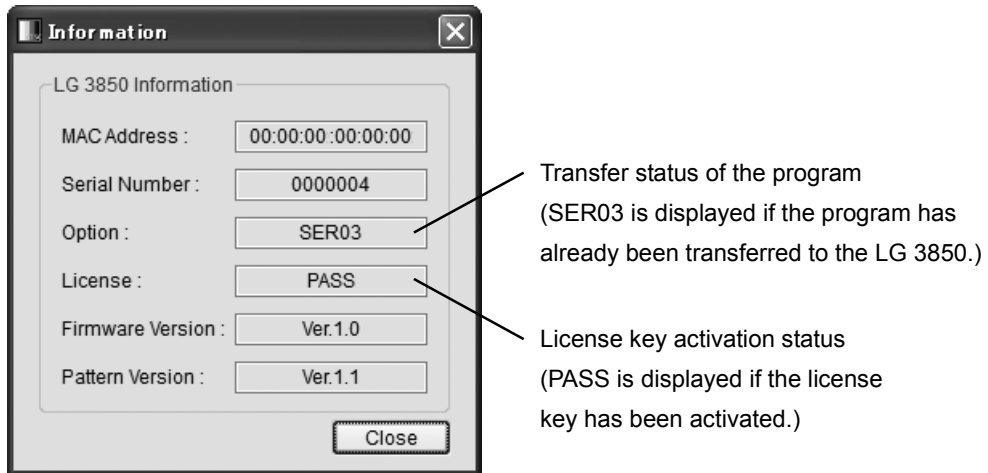 Information
LG 3850 Information
MAC Address : 00:00:00:00:00:00
Serial Number : 0000004
Option : SER03
License : PASS
Firmware Version : Ver.1.0
Pattern Version : Ver.1.1
Close
Transfer status of the program
(SER03 is displayed if the program has
already been transferred to the LG 3850.)
License key activation status
(PASS is displayed if the license
key has been activated.)